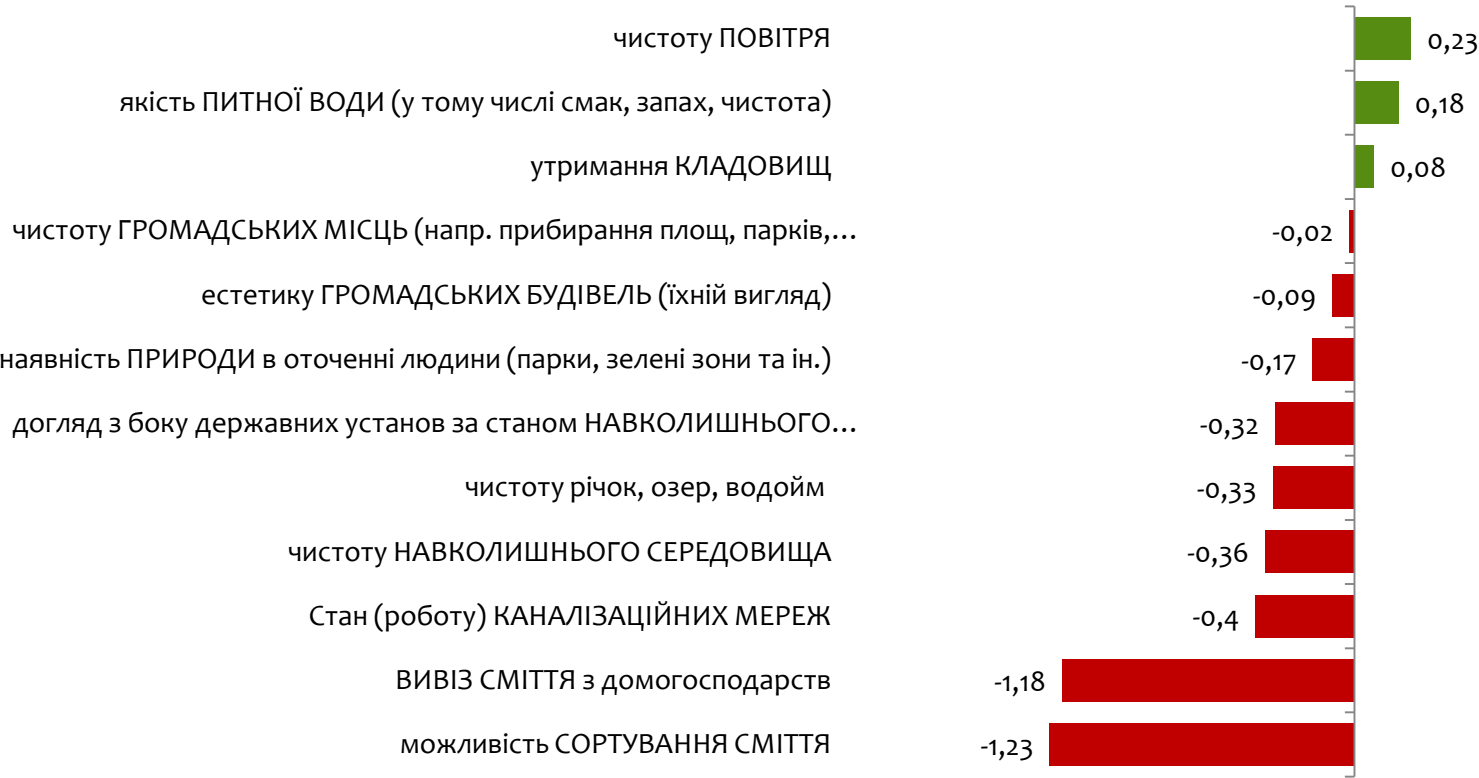 чистоту ПОВІТРЯ 0,23
якість ПИТНОЇ ВОДИ (у тому числі смак, запах, чистота) 0,18
утримання КЛАДОВИЩ 0,08
чистоту ГРОМАДСЬКИХ МІСЦЬ (напр. прибирання площ, парків,… -0,02
естетику ГРОМАДСЬКИХ БУДІВЕЛЬ (їхній вигляд) -0,09
наявність ПРИРОДИ в оточенні людини (парки, зелені зони та ін.) -0,17
догляд з боку державних установ за станом НАВКОЛИШНЬОГО… -0,32
чистоту річок, озер, водойм -0,33
чистоту НАВКОЛИШНЬОГО СЕРЕДОВИЩА -0,36
Стан (роботу) КАНАЛІЗАЦІЙНИХ МЕРЕЖ -0,4
ВИВІЗ СМІТТЯ з домогосподарств -1,18
можливість СОРТУВАННЯ СМІТТЯ -1,23